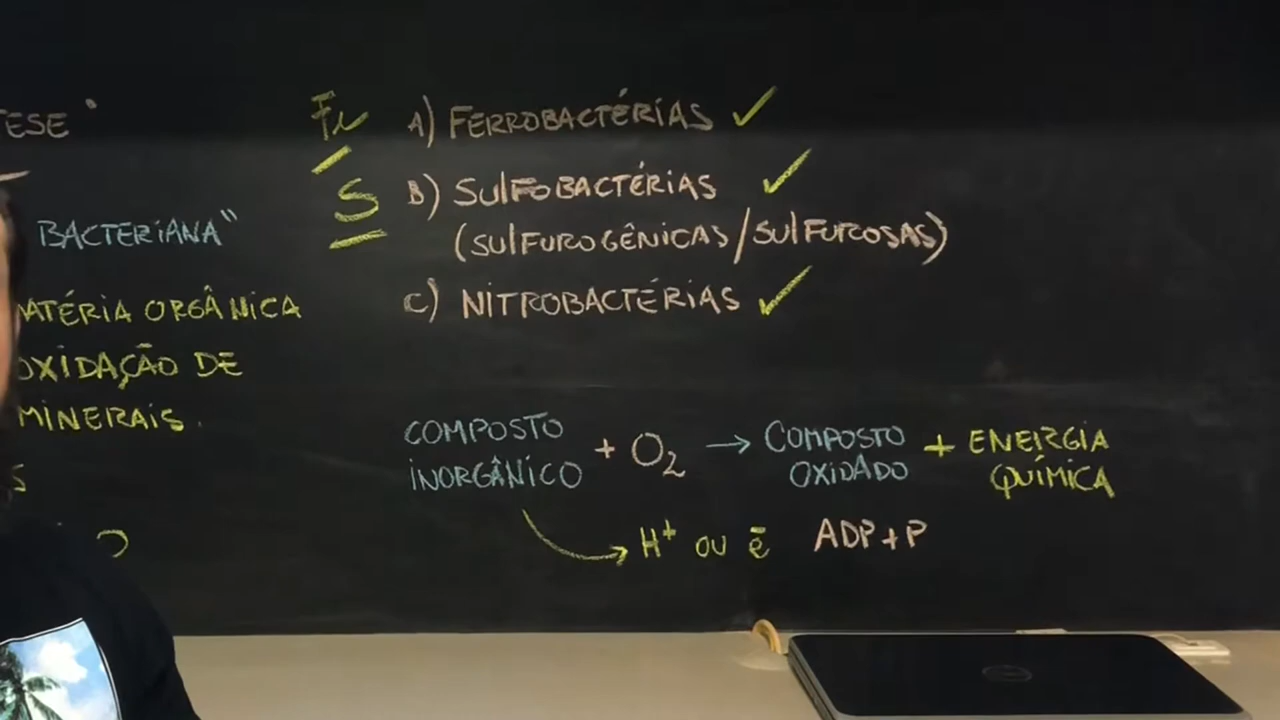 ESE"
BACTERIANA"
MATÉRIA ORGÂNICA
OXIDAÇÃO DE
MINERAIS.
S
Fe A) FERROBACTÉRIAS ✓
S B) SULFOBACTÉRIAS ✓
(SULFUROGÊNICAS/SULFUROSAS)
C) NITROBACTÉRIAS ✓
COMPOSTO INORGÂNICO + O₂ → COMPOSTO OXIDADO + ENERGIA QUÍMICA
H⁺ OU ē ADP+P